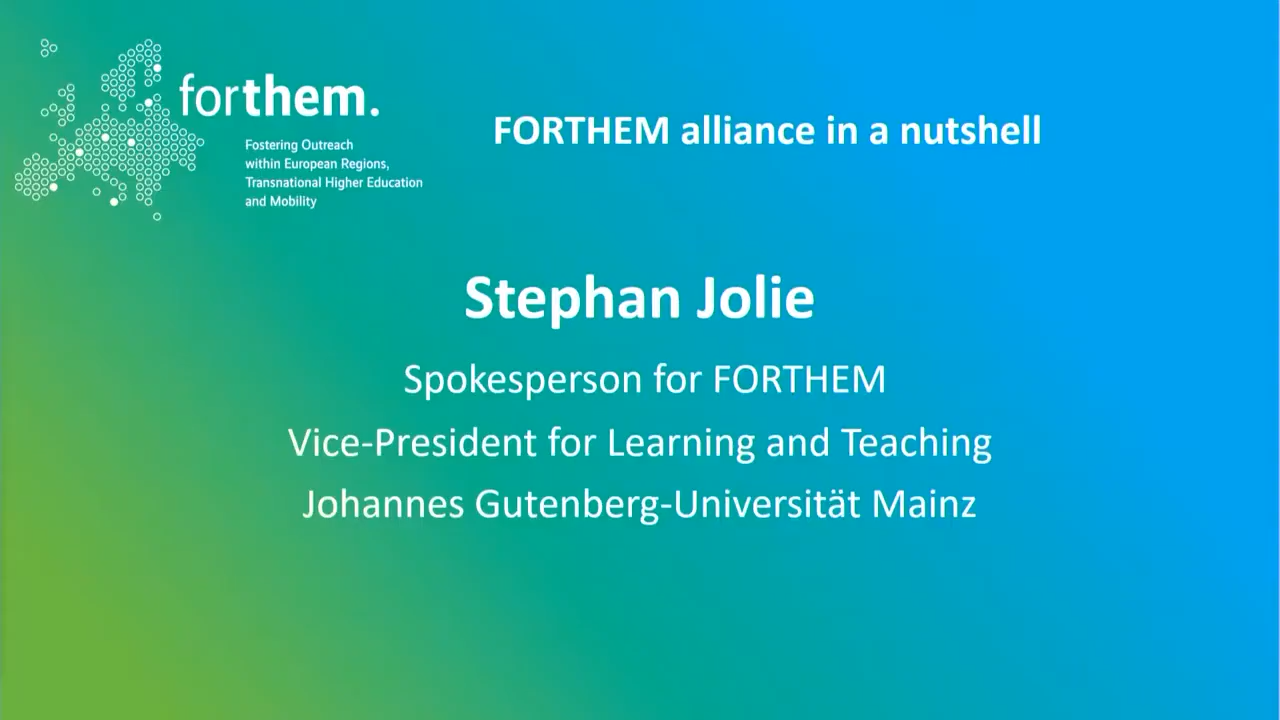 forthem.
Fostering Outreach
within European Regions,
Transnational Higher Education
and Mobility
FORTHEM alliance in a nutshell
Stephan Jolie
Spokesperson for FORTHEM
Vice-President for Learning and Teaching
Johannes Gutenberg-Universität Mainz